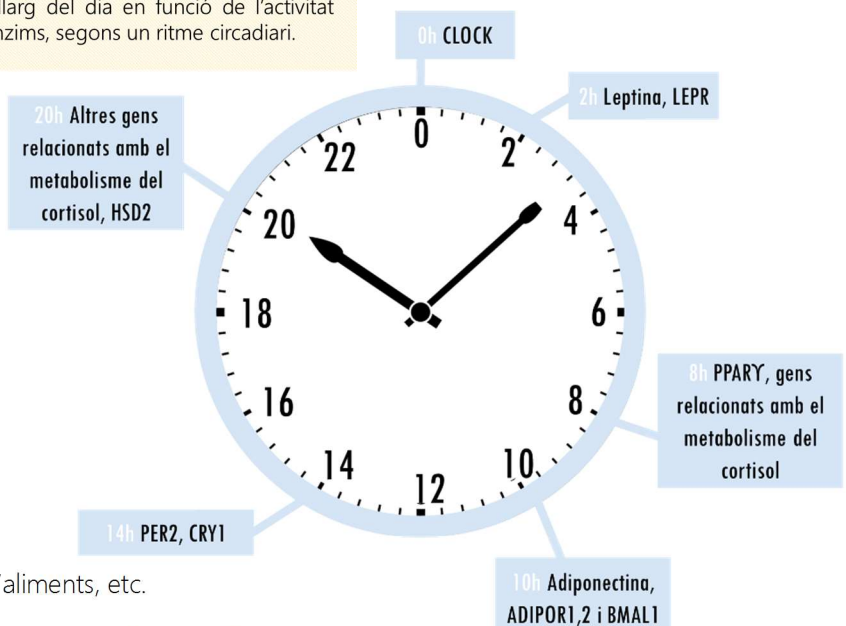 llarg del dia en funció de l'activitat
nzims, segons un ritme circadiari.
0h CLOCK
2h Leptina, LEPR
20h Altres gens
relacionats amb el
metabolisme del
cortisol, HSD2
0
2
4
6
8
10
12
14
16
18
20
22
8h PPARϒ, gens
relacionats amb el
metabolisme del
cortisol
14h PER2, CRY1
10h Adiponectina,
ADIPOR1,2 i BMAL1
'aliments, etc.